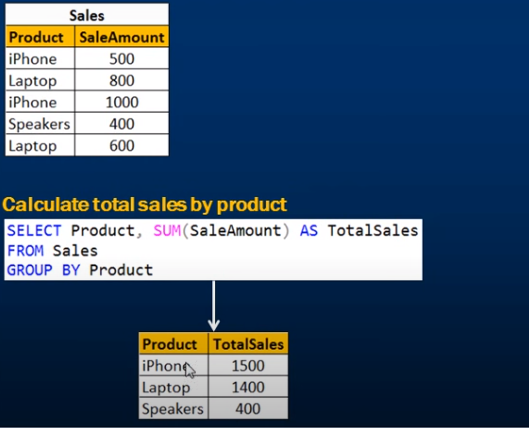 Sales
Product SaleAmount
iPhone 500
Laptop 800
iPhone 1000
Speakers 400
Laptop 600
Calculate total sales by product
SELECT Product, SUM(SaleAmount) AS TotalSales
FROM Sales
GROUP BY Product
Product TotalSales
iPhone 1500
Laptop 1400
Speakers 400